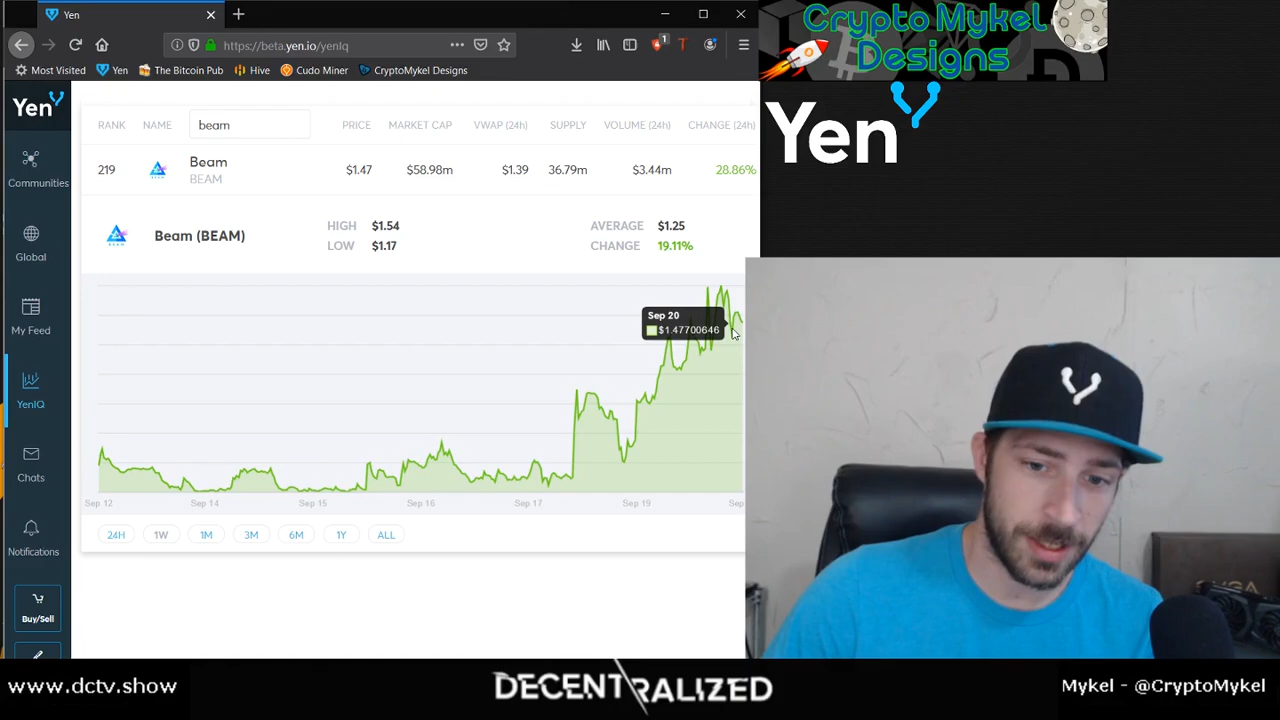 Yen
https://beta.yen.io/yenIq
1
Most Visited
Yen
The Bitcoin Pub
Hive
Cudo Miner
CryptoMykel Designs
Crypto Mykel
Designs
Yen
Yen
Communities
Global
My Feed
YenIQ
Chats
Notifications
Buy/Sell
RANK NAME beam PRICE MARKET CAP VWAP (24h) SUPPLY VOLUME (24h) CHANGE (24h)
219 Beam $1.47 $58.98m $1.39 36.79m $3.44m 28.86%
BEAM
Beam (BEAM)
HIGH $1.54
LOW $1.17
AVERAGE $1.25
CHANGE 19.11%
Sep 20
$1.47700646
Sep 12 Sep 14 Sep 15 Sep 16 Sep 17 Sep 19 Sep
24H 1W 1M 3M 6M 1Y ALL
www.dctv.show
DECENTRALIZED
Mykel - @CryptoMykel